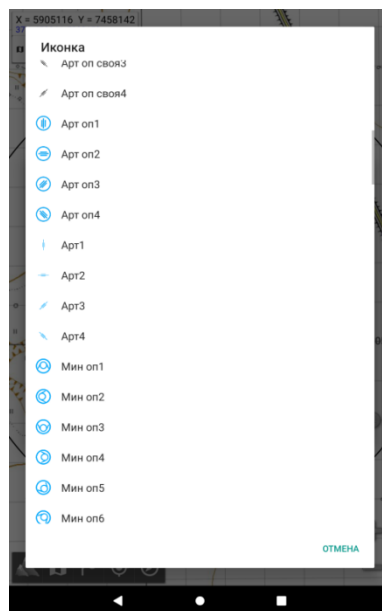 X = 5905116 Y = 7458142
37
Иконка
Арт оп своя3
Арт оп своя4
Арт оп1
Арт оп2
Арт оп3
Арт оп4
Арт1
Арт2
Арт3
Арт4
Мин оп1
Мин оп2
Мин оп3
Мин оп4
Мин оп5
Мин оп6
ОТМЕНА